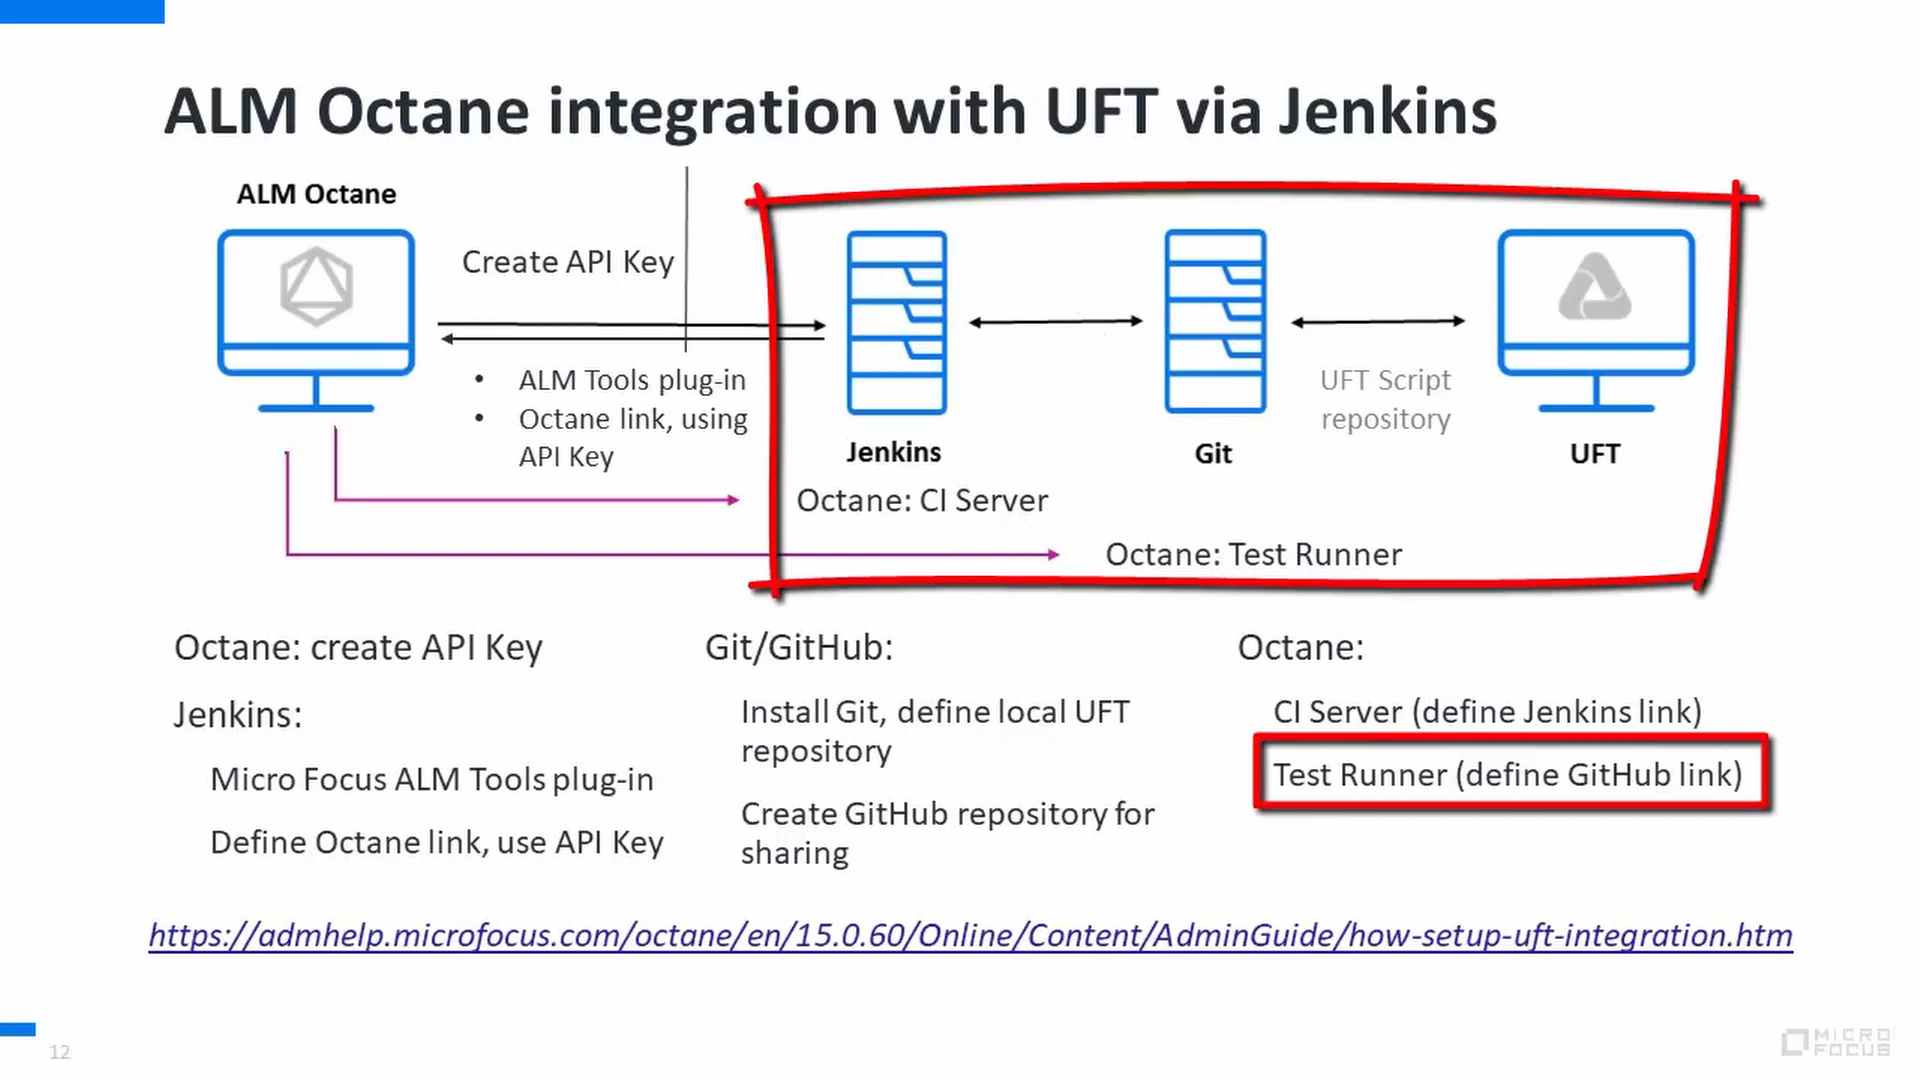 ALM Octane integration with UFT via Jenkins
ALM Octane
Create API Key
• ALM Tools plug-in
• Octane link, using
API Key
Jenkins
Git
UFT Script
repository
UFT
Octane: CI Server
Octane: Test Runner
Octane: create API Key
Jenkins:
Micro Focus ALM Tools plug-in
Define Octane link, use API Key
Git/GitHub:
Install Git, define local UFT
repository
Create GitHub repository for
sharing
Octane:
CI Server (define Jenkins link)
Test Runner (define GitHub link)
https://admhelp.microfocus.com/octane/en/15.0.60/Online/Content/AdminGuide/how-setup-uft-integration.htm
12
MICRO
FOCUS